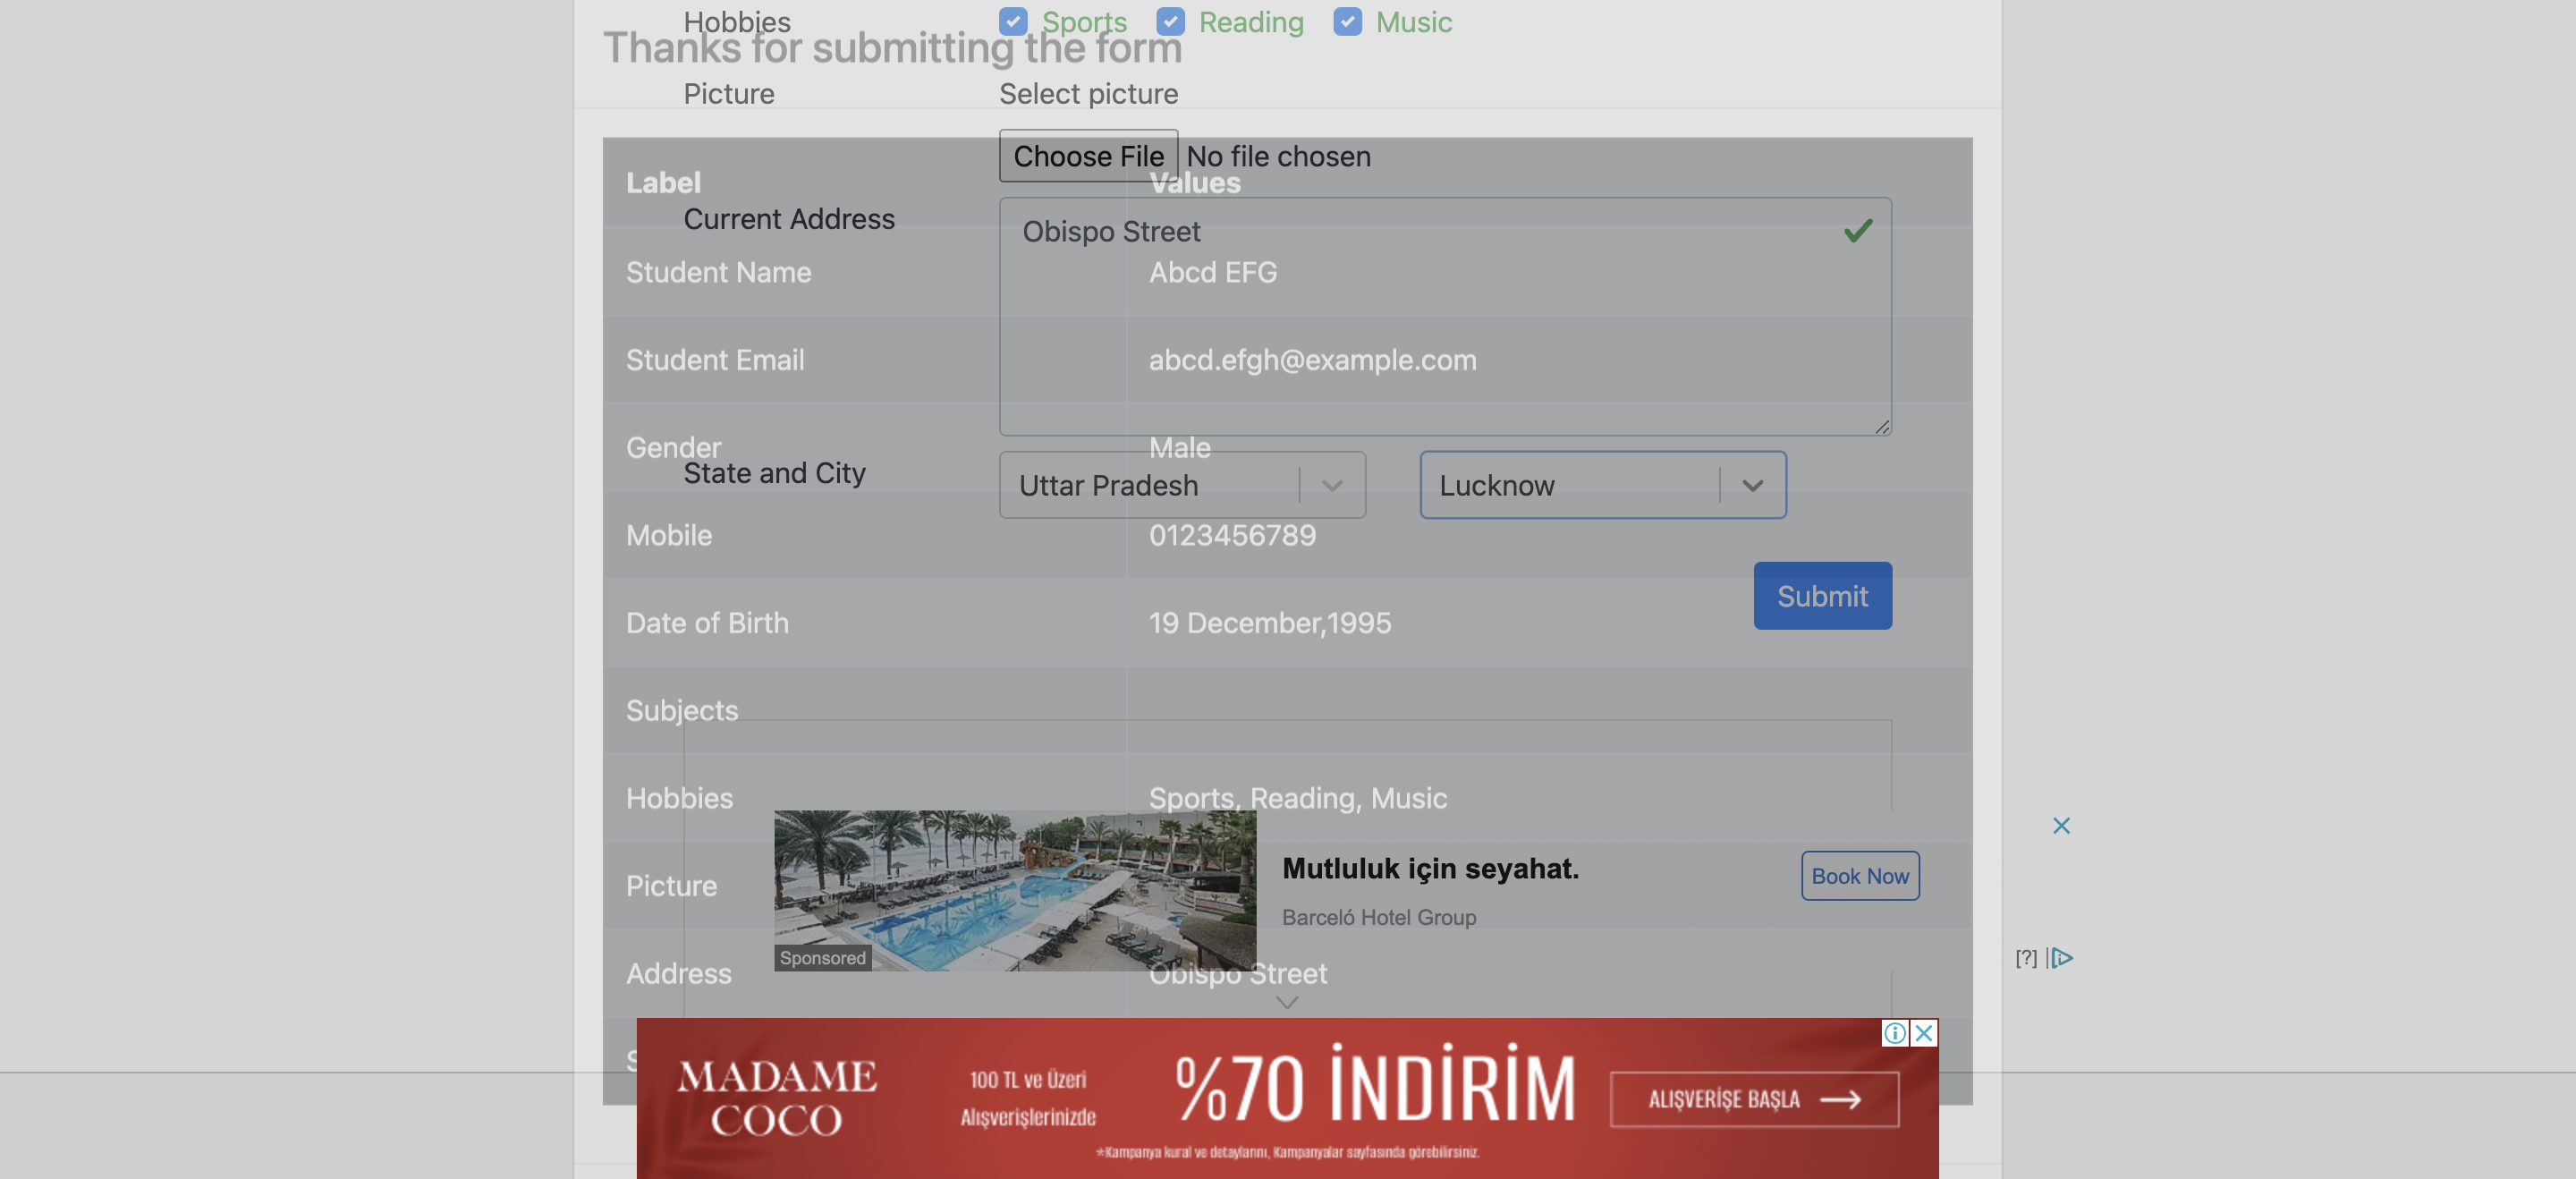 Hobbies Sports Reading Music
Thanks for submitting the form
Picture Select picture
Choose File No file chosen
Label Values
Current Address Obispo Street
Student Name Abcd EFG
Student Email abcd.efgh@example.com
Gender Male
State and City Uttar Pradesh Lucknow
Mobile 0123456789
Submit
Date of Birth 19 December,1995
Subjects
Hobbies Sports, Reading, Music
Mutluluk için seyahat.
Book Now
Picture
Barceló Hotel Group
Sponsored
[?]
Address Obispo Street
S
MADAME COCO
100 TL ve Üzeri
Alışverişlerinizde
%70 İNDİRİM
ALIŞVERİŞE BAŞLA
*Kampanya kural ve detaylarını, Kampanyalar sayfasında görebilirsiniz.